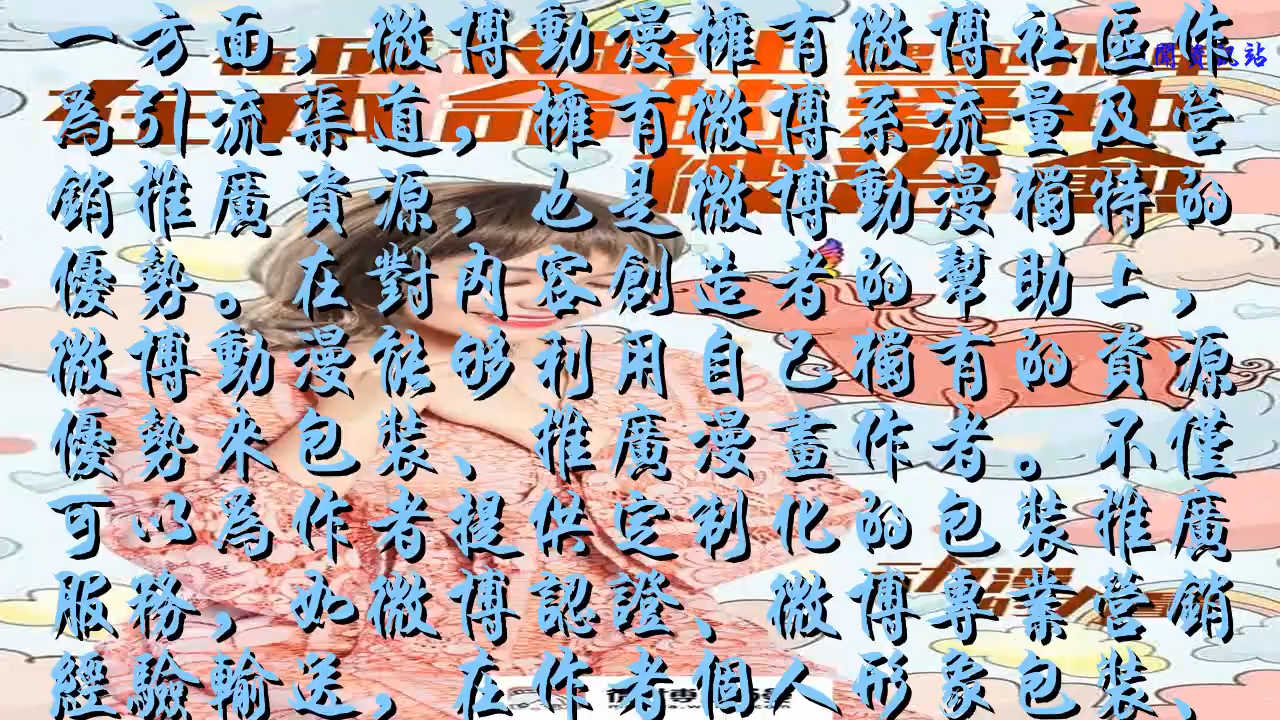 一方面，微博動漫擁有微博社區作
為引流渠道，擁有微博系流量及營
銷推廣資源，也是微博動漫獨特的
優勢。在對內容創造者的幫助上，
微博動漫能够利用自己獨有的資源
優勢來包裝、推廣漫畫作者。不僅
可以為作者提供定制化的包裝推廣
服務，如微博認證、微博專業營銷
經驗輸送，在作者個人形象包裝、